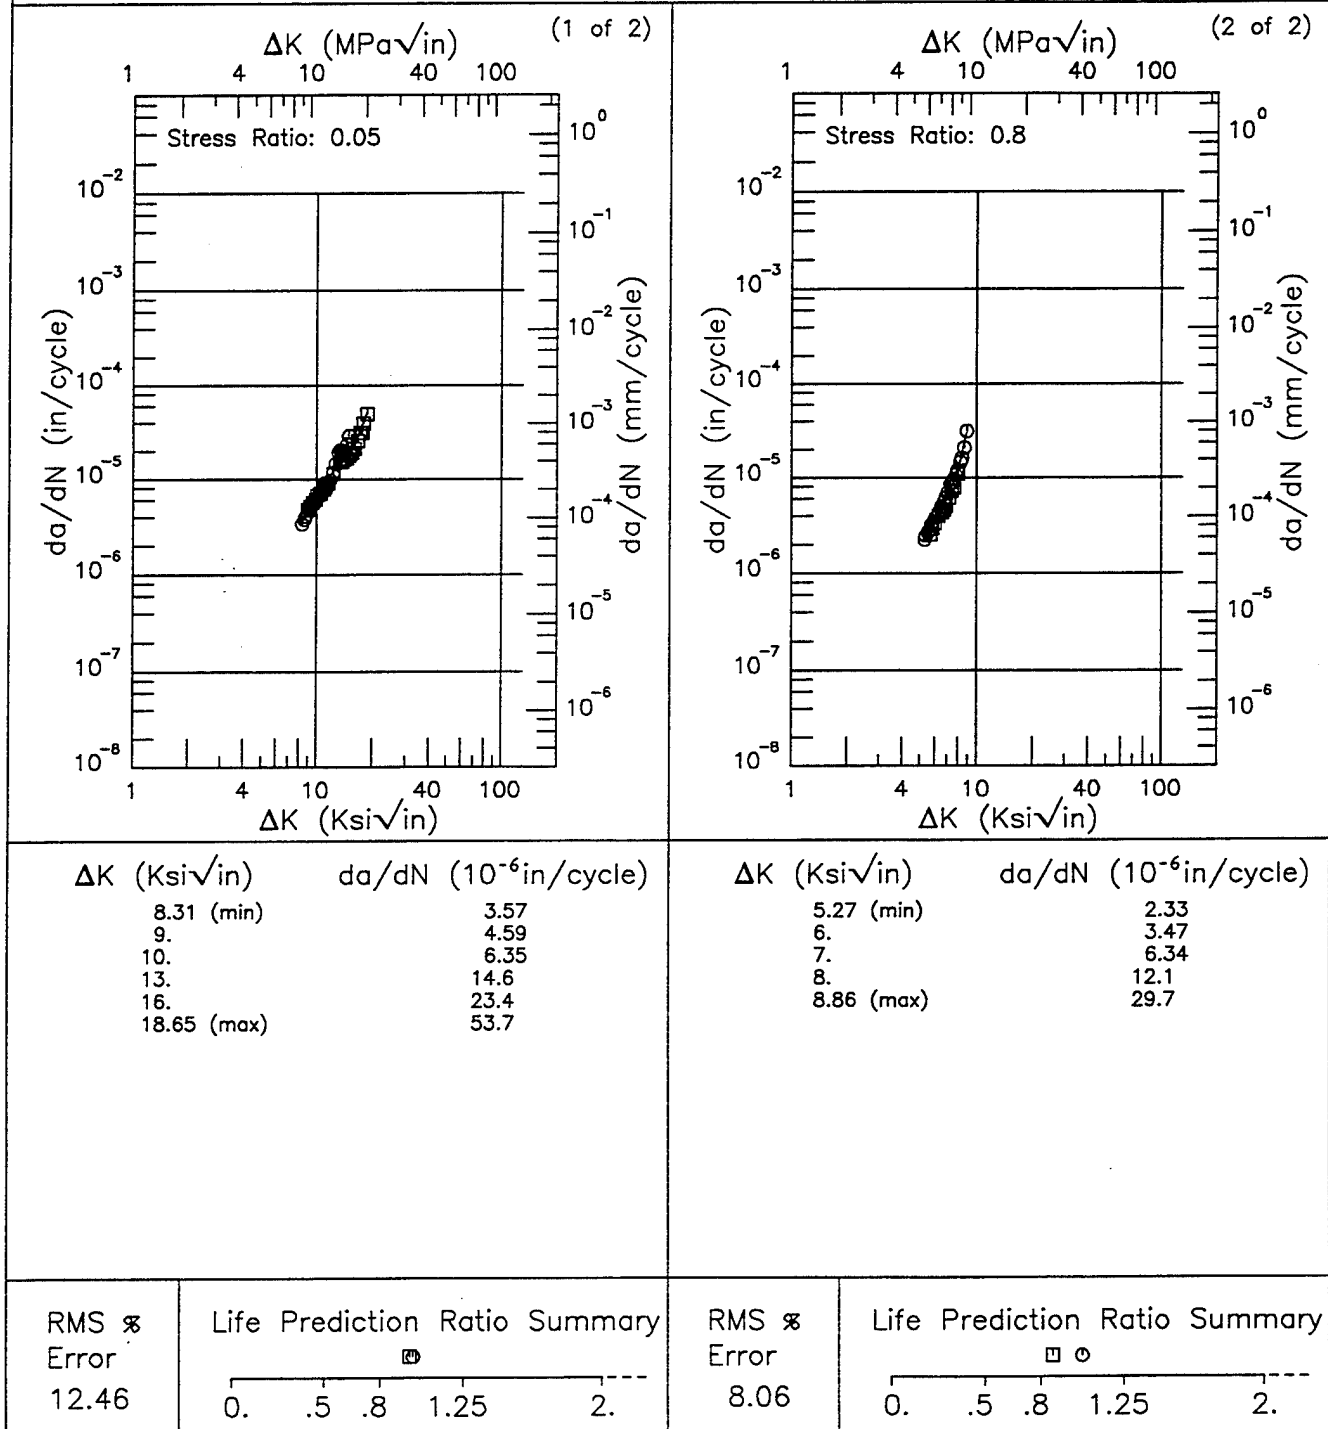 (1 of 2)
ΔK (MPa√in)
1 4 10 40 100
Stress Ratio: 0.05
da/dN (in/cycle)
10⁻²
10⁻³
10⁻⁴
10⁻⁵
10⁻⁶
10⁻⁷
10⁻⁸
da/dN (mm/cycle)
10⁰
10⁻¹
10⁻²
10⁻³
10⁻⁴
10⁻⁵
10⁻⁶
1 4 10 40 100
ΔK (Ksi√in)
ΔK (Ksi√in) da/dN (10⁻⁶in/cycle)
8.31 (min) 3.57
9. 4.59
10. 6.35
13. 14.6
16. 23.4
18.65 (max) 53.7
RMS %
Error
12.46
Life Prediction Ratio Summary
0. .5 .8 1.25 2.
(2 of 2)
ΔK (MPa√in)
1 4 10 40 100
Stress Ratio: 0.8
da/dN (in/cycle)
10⁻²
10⁻³
10⁻⁴
10⁻⁵
10⁻⁶
10⁻⁷
10⁻⁸
da/dN (mm/cycle)
10⁰
10⁻¹
10⁻²
10⁻³
10⁻⁴
10⁻⁵
10⁻⁶
1 4 10 40 100
ΔK (Ksi√in)
ΔK (Ksi√in) da/dN (10⁻⁶in/cycle)
5.27 (min) 2.33
6. 3.47
7. 6.34
8. 12.1
8.86 (max) 29.7
RMS %
Error
8.06
Life Prediction Ratio Summary
0. .5 .8 1.25 2.